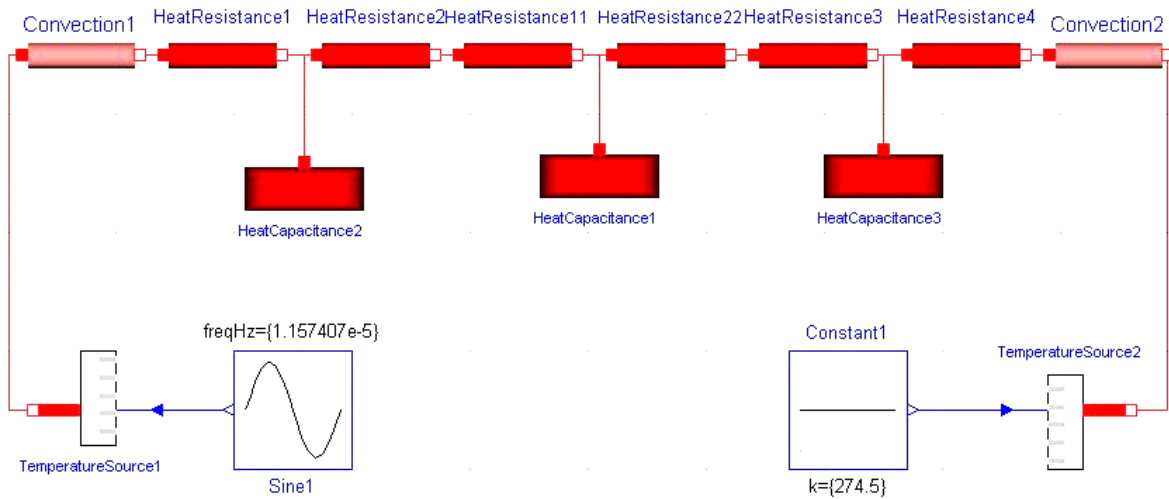 Convection1
HeatResistance1
HeatResistance2
HeatResistance11
HeatResistance22
HeatResistance3
HeatResistance4
Convection2
HeatCapacitance2
HeatCapacitance1
HeatCapacitance3
freqHz={1.157407e-5}
Constant1
TemperatureSource2
TemperatureSource1
Sine1
k={274.5}